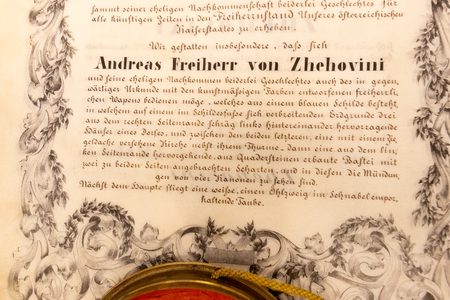 sammt seiner ehelichen Nachkommenschaft beiderlei Geschlechtes für
alle künftigen Zeiten in den Freiherrnstand Unseres österreichischen
Kaiserstaates zu erheben.
Wir gestatten insbesondere, daß sich
Andreas Freiherr von Zhehovini
und seine ehelichen Nachkommen beiderlei Geschlechtes auch des in gegen,
wärtiger Urkunde mit den kunstmäßigen Farben entworfenen freiherrli,
chen Wapens bedienen möge, welches aus einem blauen Schilde besteht,
in welchem auf einem im Schildesfuße sich verbreitenden Erdgrunde drei
aus dem rechten Seitenrande schräg links hintereinander hervorragende
Häuser eines Dorfes, und zwischen den beiden letzteren, eine mit einem Zie,
geldache versehene Kirche nebst ihrem Thurme, dann eine aus dem lin,
ken Seitenrande hervorgehende, aus Quadersteinen erbaute Bastei mit
zwei zu beiden Seiten angebrachten Scharten, und in diesen die Mündun,
gen von vier Kanonen zu sehen sind.
Nächst dem Haupte fliegt eine weiße, einen Öhlzweig im Schnabel empor,
haltende Taube.